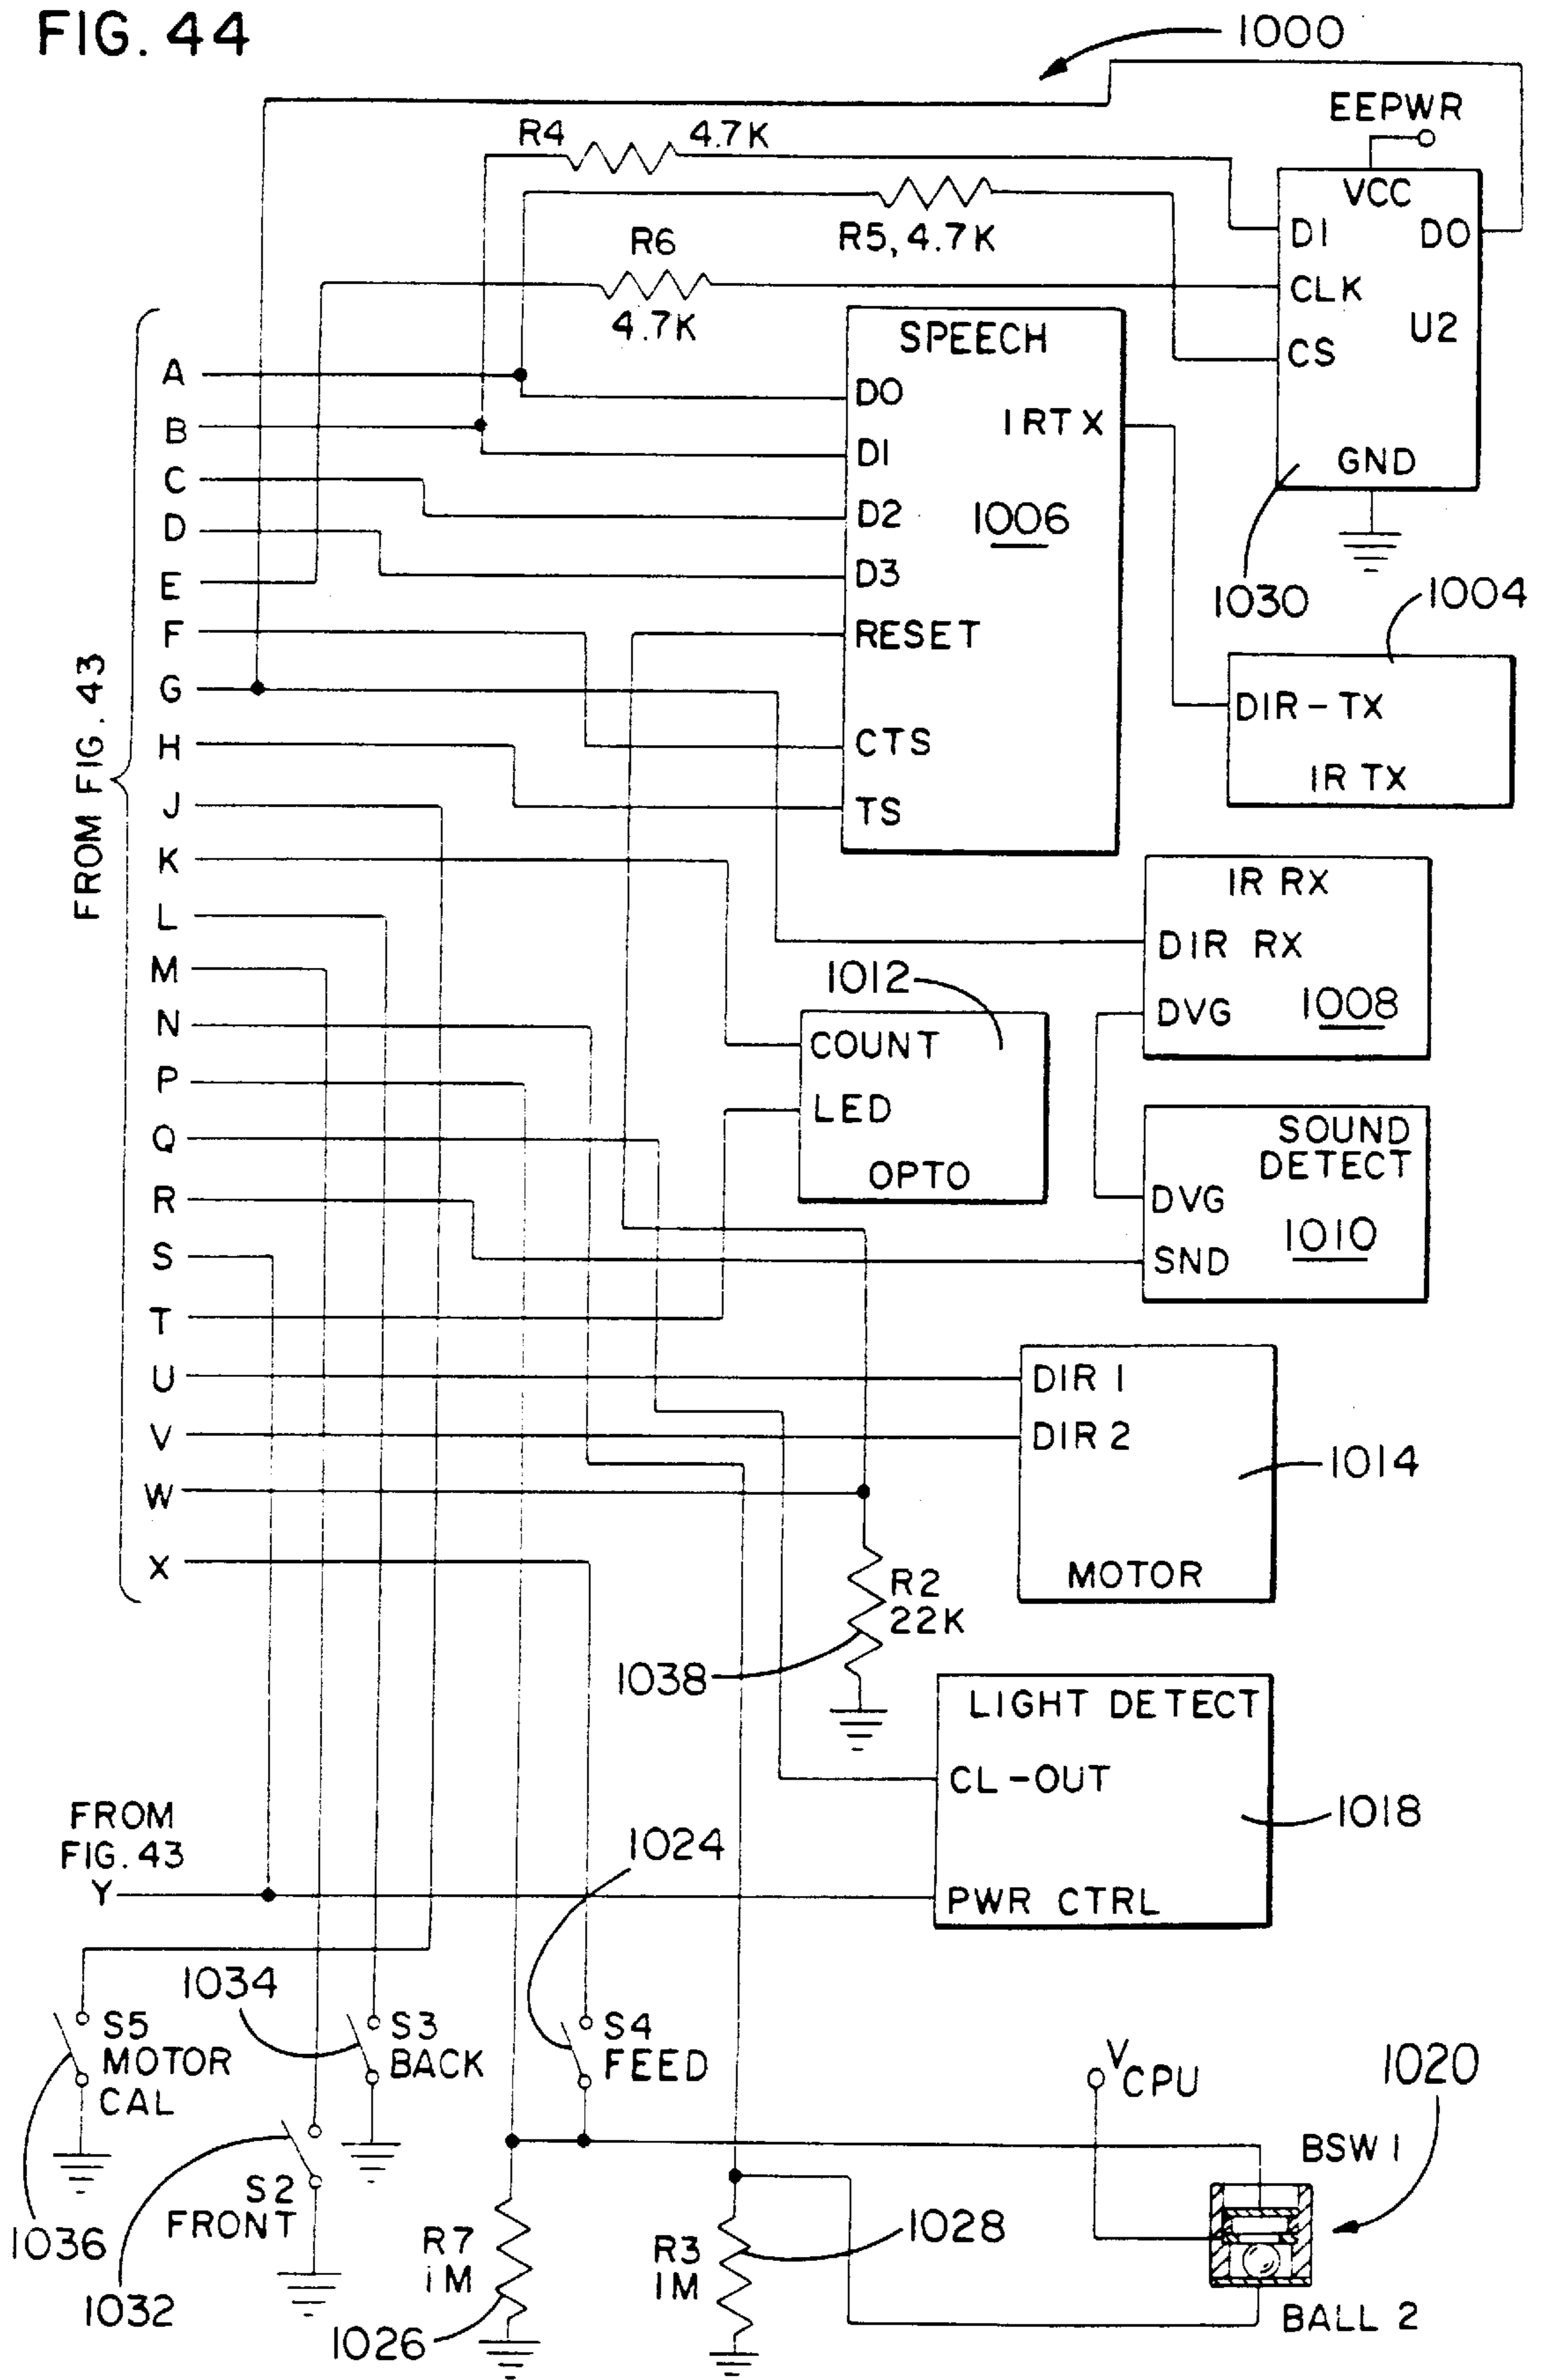 FIG. 44
1000
EEPWR
R4 4.7K
VCC
DI DO
R5, 4.7K
R6
CLK
4.7K
U2
SPEECH
CS
A
DO
IRTX
B
DI
GND
C
D2
1006
D
D3
E
1030
1004
F
RESET
FROM FIG. 43
G
DIR-TX
H
CTS
IR TX
J
TS
K
IR RX
L
DIR RX
M
1012
DVG 1008
N
COUNT
P
LED
SOUND
DETECT
Q
OPTO
DVG
R
1010
S
SND
T
U
DIR 1
V
DIR 2
1014
W
X
MOTOR
R2
22K
1038
LIGHT DETECT
CL-OUT
FROM
FIG. 43
1018
1024
Y
PWR CTRL
1034
S5
MOTOR
CAL
S3
BACK
S4
FEED
VCPU
1020
BSW 1
S2
FRONT
1036
R7
1M
R3
1M
1028
1032
1026
BALL 2